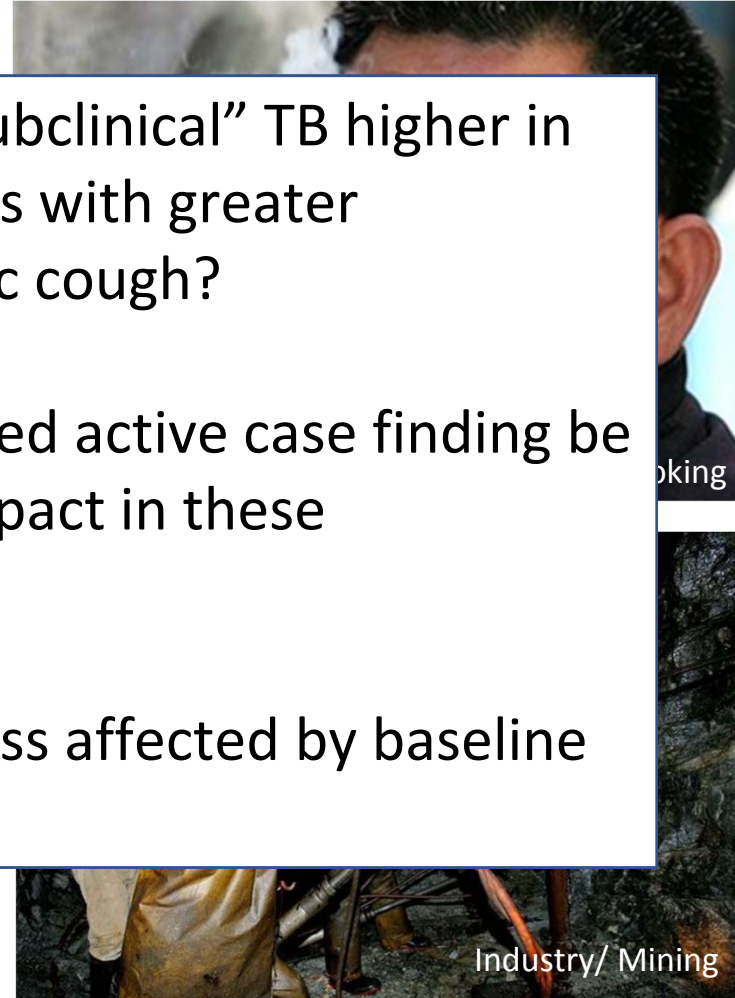 ubclinical” TB higher in
s with greater
c cough?
ed active case finding be
pact in these
ss affected by baseline
oking
Industry/ Mining